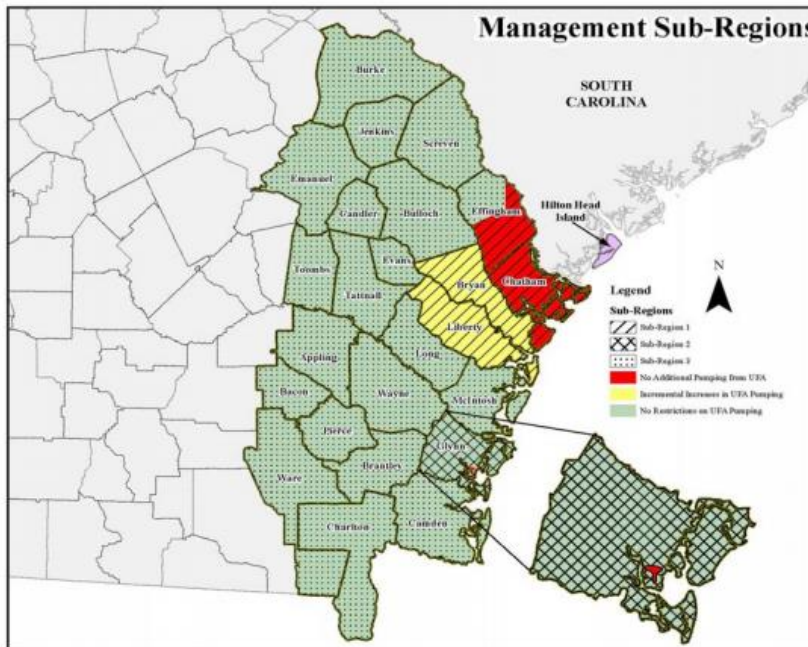 Management Sub-Regions
SOUTH
CAROLINA
Burke
Jenkins
Screven
Emanuel
Candler
Bulloch
Effingham
Hilton Head
Island
Toombs
Evans
Bryan
Chatham
Tattnall
Liberty
N
Legend
Sub-Regions
Sub-Region 1
Sub-Region 2
Sub-Region 3
No Additional Pumping from UFA
Incremental Increases in UFA Pumping
No Restrictions on UFA Pumping
Appling
Long
Bacon
Wayne
McIntosh
Pierce
Glynn
Ware
Brantley
Charlton
Camden